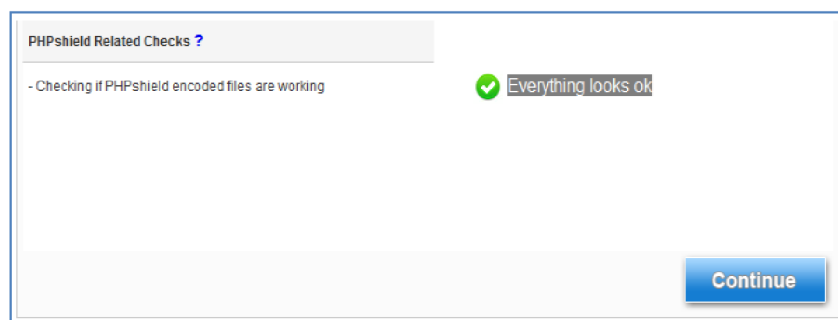 PHPshield Related Checks ?
- Checking if PHPshield encoded files are working
Everything looks ok
Continue